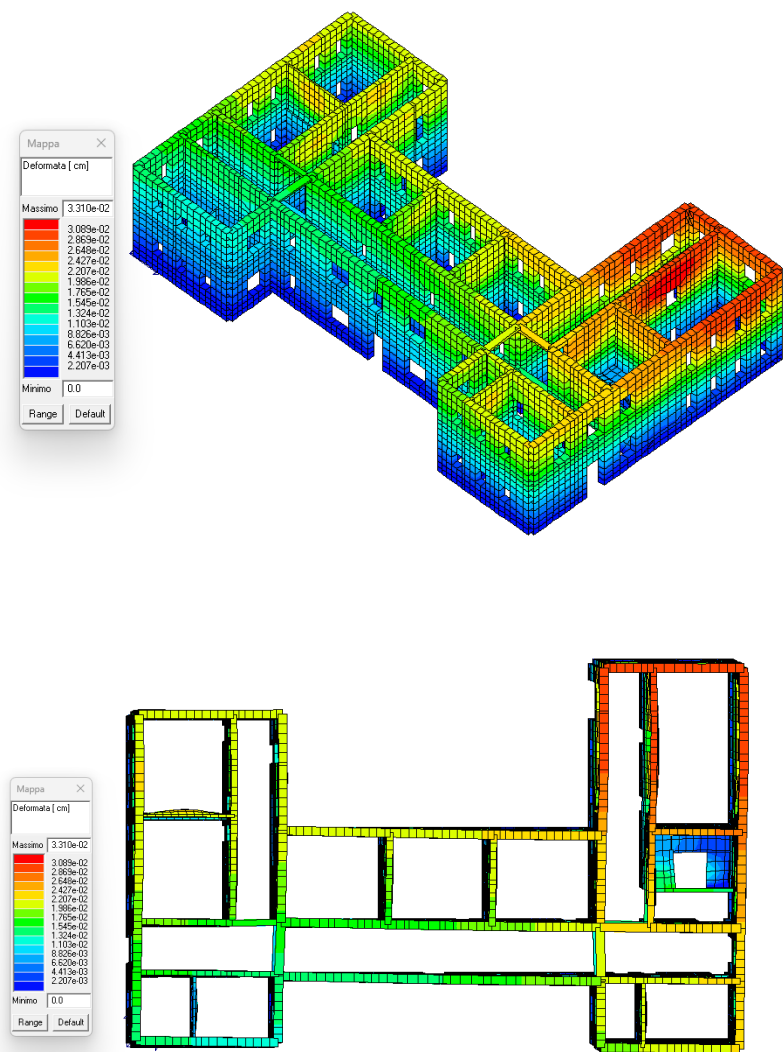 Mappa
Deformata [ cm]
Massimo 3.310e-02
3.089e-02
2.869e-02
2.648e-02
2.427e-02
2.207e-02
1.986e-02
1.765e-02
1.545e-02
1.324e-02
1.103e-02
8.826e-03
6.620e-03
4.413e-03
2.207e-03
Minimo 0.0
Range Default
Mappa
Deformata [ cm]
Massimo 3.310e-02
3.089e-02
2.869e-02
2.648e-02
2.427e-02
2.207e-02
1.986e-02
1.765e-02
1.545e-02
1.324e-02
1.103e-02
8.826e-03
6.620e-03
4.413e-03
2.207e-03
Minimo 0.0
Range Default